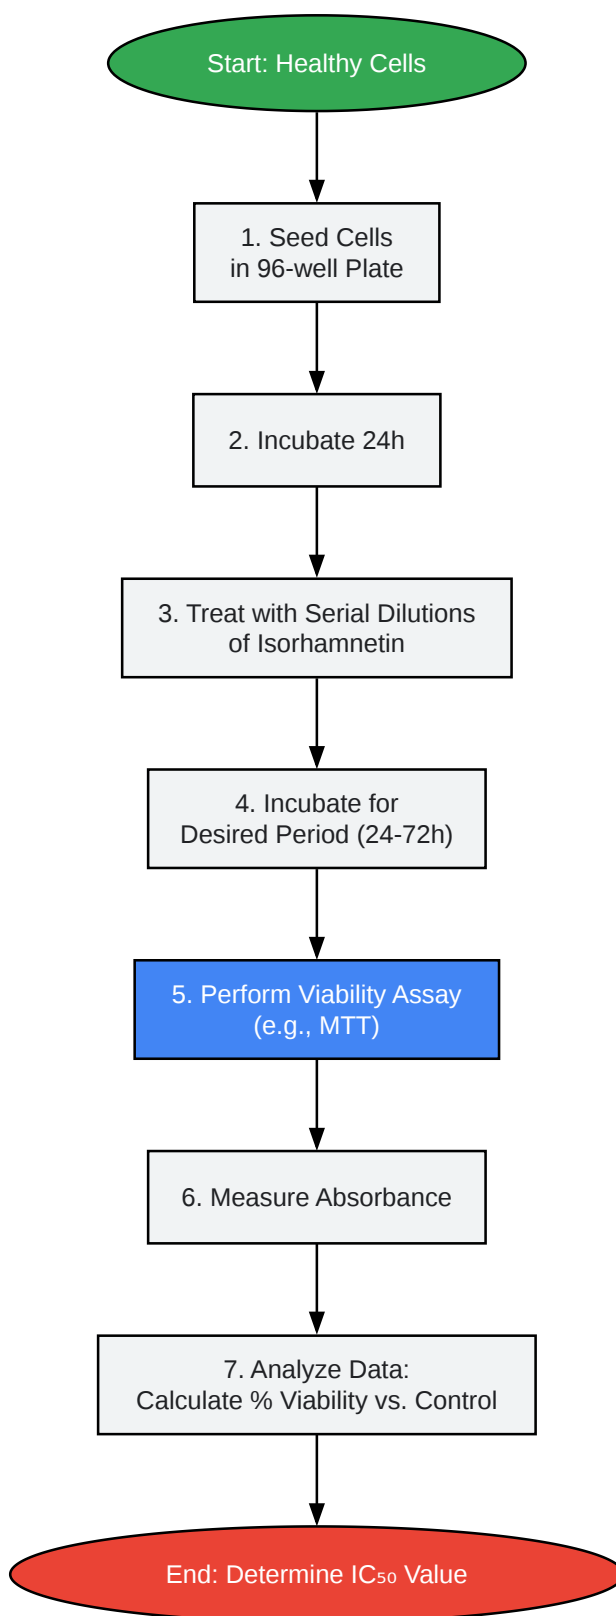 Start: Healthy Cells
1. Seed Cells
in 96-well Plate
2. Incubate 24h
3. Treat with Serial Dilutions
of Isorhamnetin
4. Incubate for
Desired Period (24-72h)
5. Perform Viability Assay
(e.g., MTT)
6. Measure Absorbance
7. Analyze Data:
Calculate % Viability vs. Control
End: Determine IC₅₀ Value